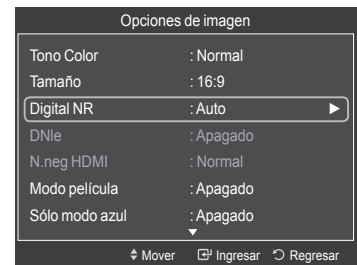 Opciones de imagen
Tono Color : Normal
Tamaño : 16:9
Digital NR : Auto
DNIe : Apagado
N.neg HDMI : Normal
Modo película : Apagado
Sólo modo azul : Apagado
Mover Ingresar Regresar